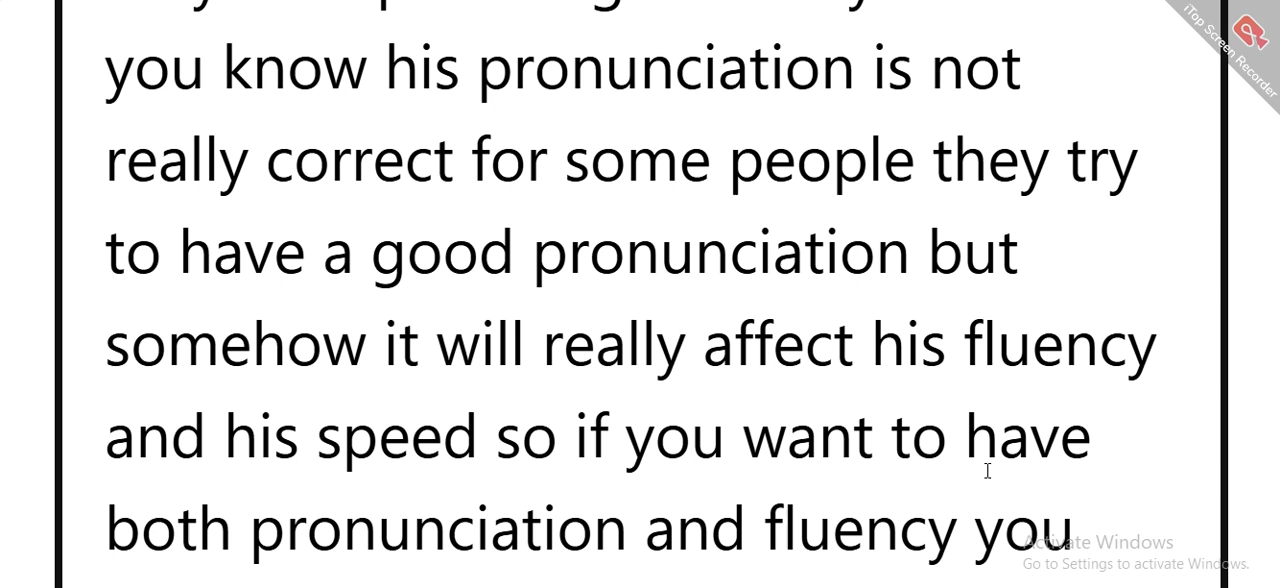 you know his pronunciation is not
really correct for some people they try
to have a good pronunciation but
somehow it will really affect his fluency
and his speed so if you want to have
both pronunciation and fluency you
iTop Screen Recorder
Activate Windows
Go to Settings to activate Windows.